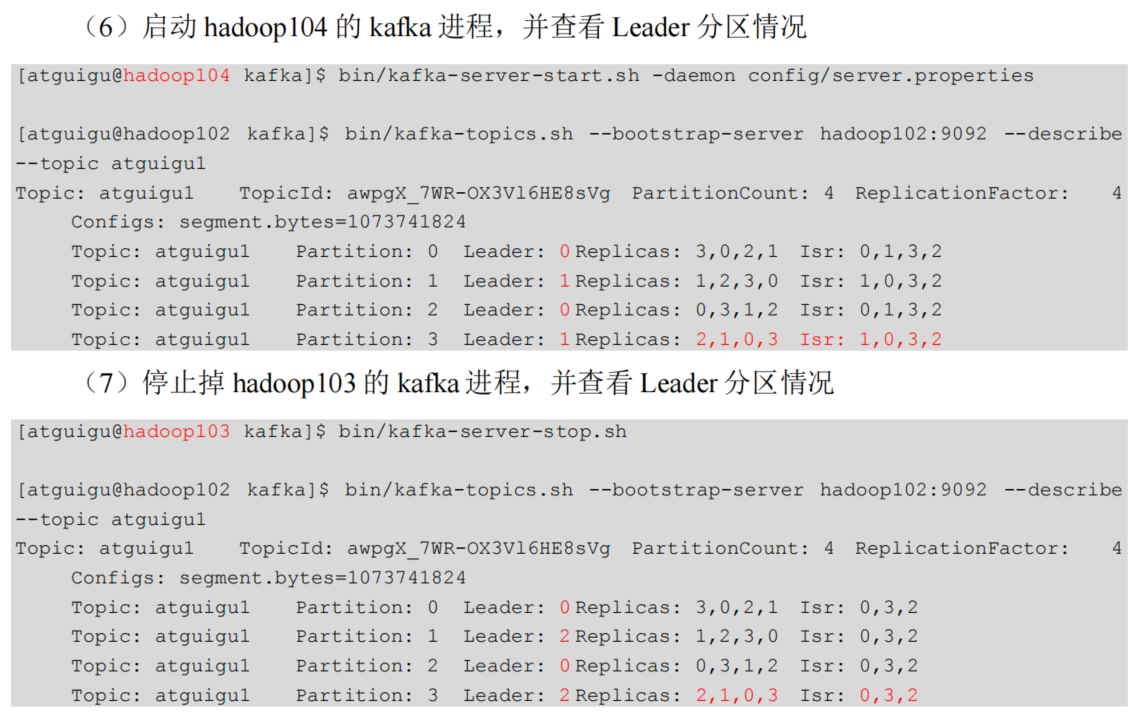 （6）启动 hadoop104 的 kafka 进程，并查看 Leader 分区情况
[atguigu@hadoop104 kafka]$ bin/kafka-server-start.sh -daemon config/server.properties
[atguigu@hadoop102 kafka]$ bin/kafka-topics.sh --bootstrap-server hadoop102:9092 --describe
--topic atguigu1
Topic: atguigu1 TopicId: awpgX_7WR-OX3Vl6HE8sVg PartitionCount: 4 ReplicationFactor: 4
Configs: segment.bytes=1073741824
Topic: atguigu1 Partition: 0 Leader: 0 Replicas: 3,0,2,1 Isr: 0,1,3,2
Topic: atguigu1 Partition: 1 Leader: 1 Replicas: 1,2,3,0 Isr: 1,0,3,2
Topic: atguigu1 Partition: 2 Leader: 0 Replicas: 0,3,1,2 Isr: 0,1,3,2
Topic: atguigu1 Partition: 3 Leader: 1 Replicas: 2,1,0,3 Isr: 1,0,3,2
（7）停止掉 hadoop103 的 kafka 进程，并查看 Leader 分区情况
[atguigu@hadoop103 kafka]$ bin/kafka-server-stop.sh
[atguigu@hadoop102 kafka]$ bin/kafka-topics.sh --bootstrap-server hadoop102:9092 --describe
--topic atguigu1
Topic: atguigu1 TopicId: awpgX_7WR-OX3Vl6HE8sVg PartitionCount: 4 ReplicationFactor: 4
Configs: segment.bytes=1073741824
Topic: atguigu1 Partition: 0 Leader: 0 Replicas: 3,0,2,1 Isr: 0,3,2
Topic: atguigu1 Partition: 1 Leader: 2 Replicas: 1,2,3,0 Isr: 0,3,2
Topic: atguigu1 Partition: 2 Leader: 0 Replicas: 0,3,1,2 Isr: 0,3,2
Topic: atguigu1 Partition: 3 Leader: 2 Replicas: 2,1,0,3 Isr: 0,3,2